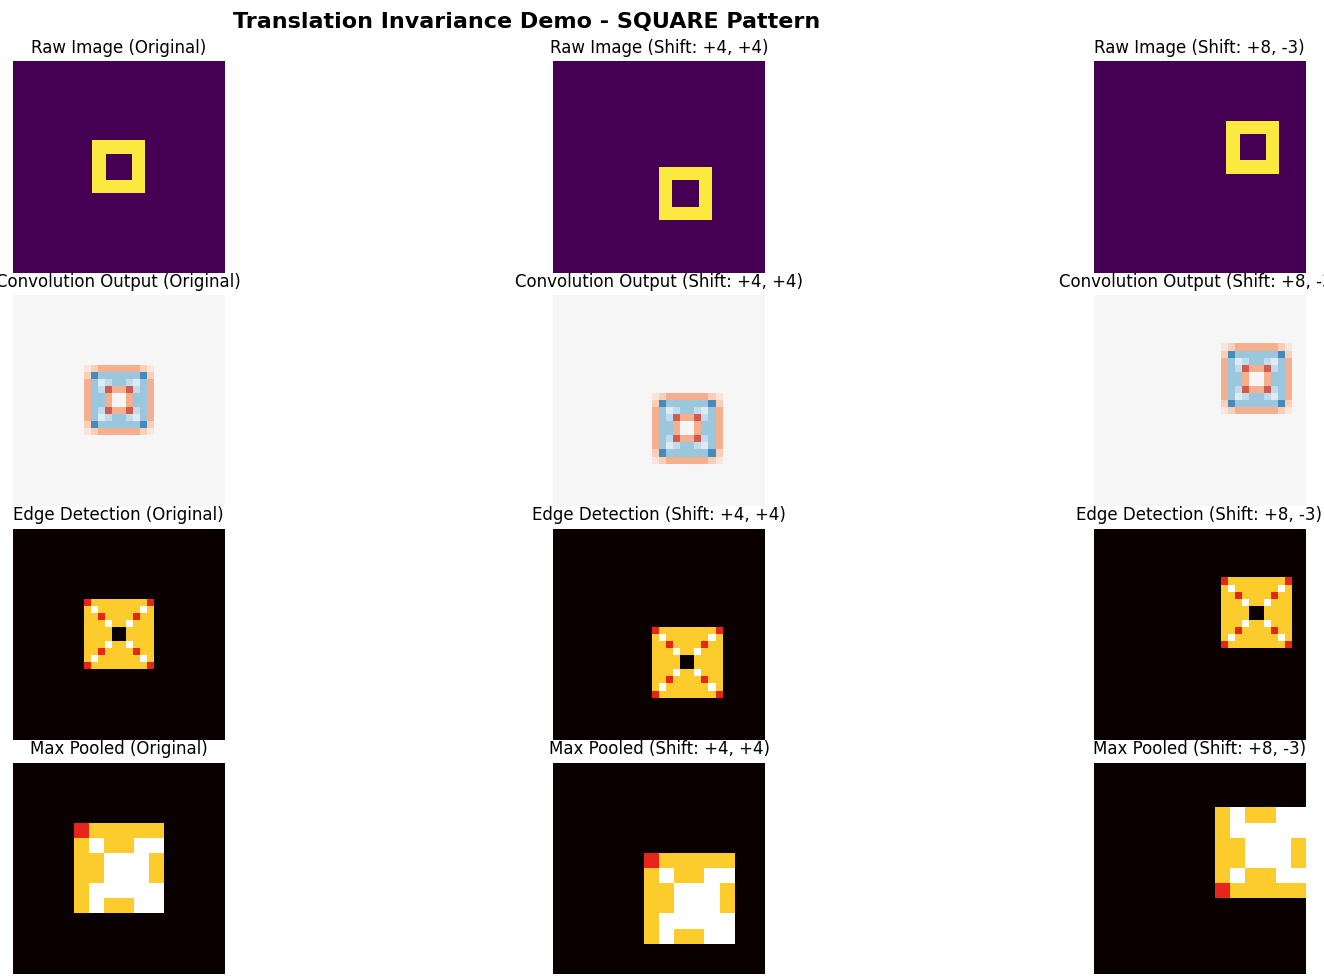 Translation Invariance Demo - SQUARE Pattern
Raw Image (Original)
Raw Image (Shift: +4, +4)
Raw Image (Shift: +8, -3)
Convolution Output (Original)
Convolution Output (Shift: +4, +4)
Convolution Output (Shift: +8, -3
Edge Detection (Original)
Edge Detection (Shift: +4, +4)
Edge Detection (Shift: +8, -3)
Max Pooled (Original)
Max Pooled (Shift: +4, +4)
Max Pooled (Shift: +8, -3)